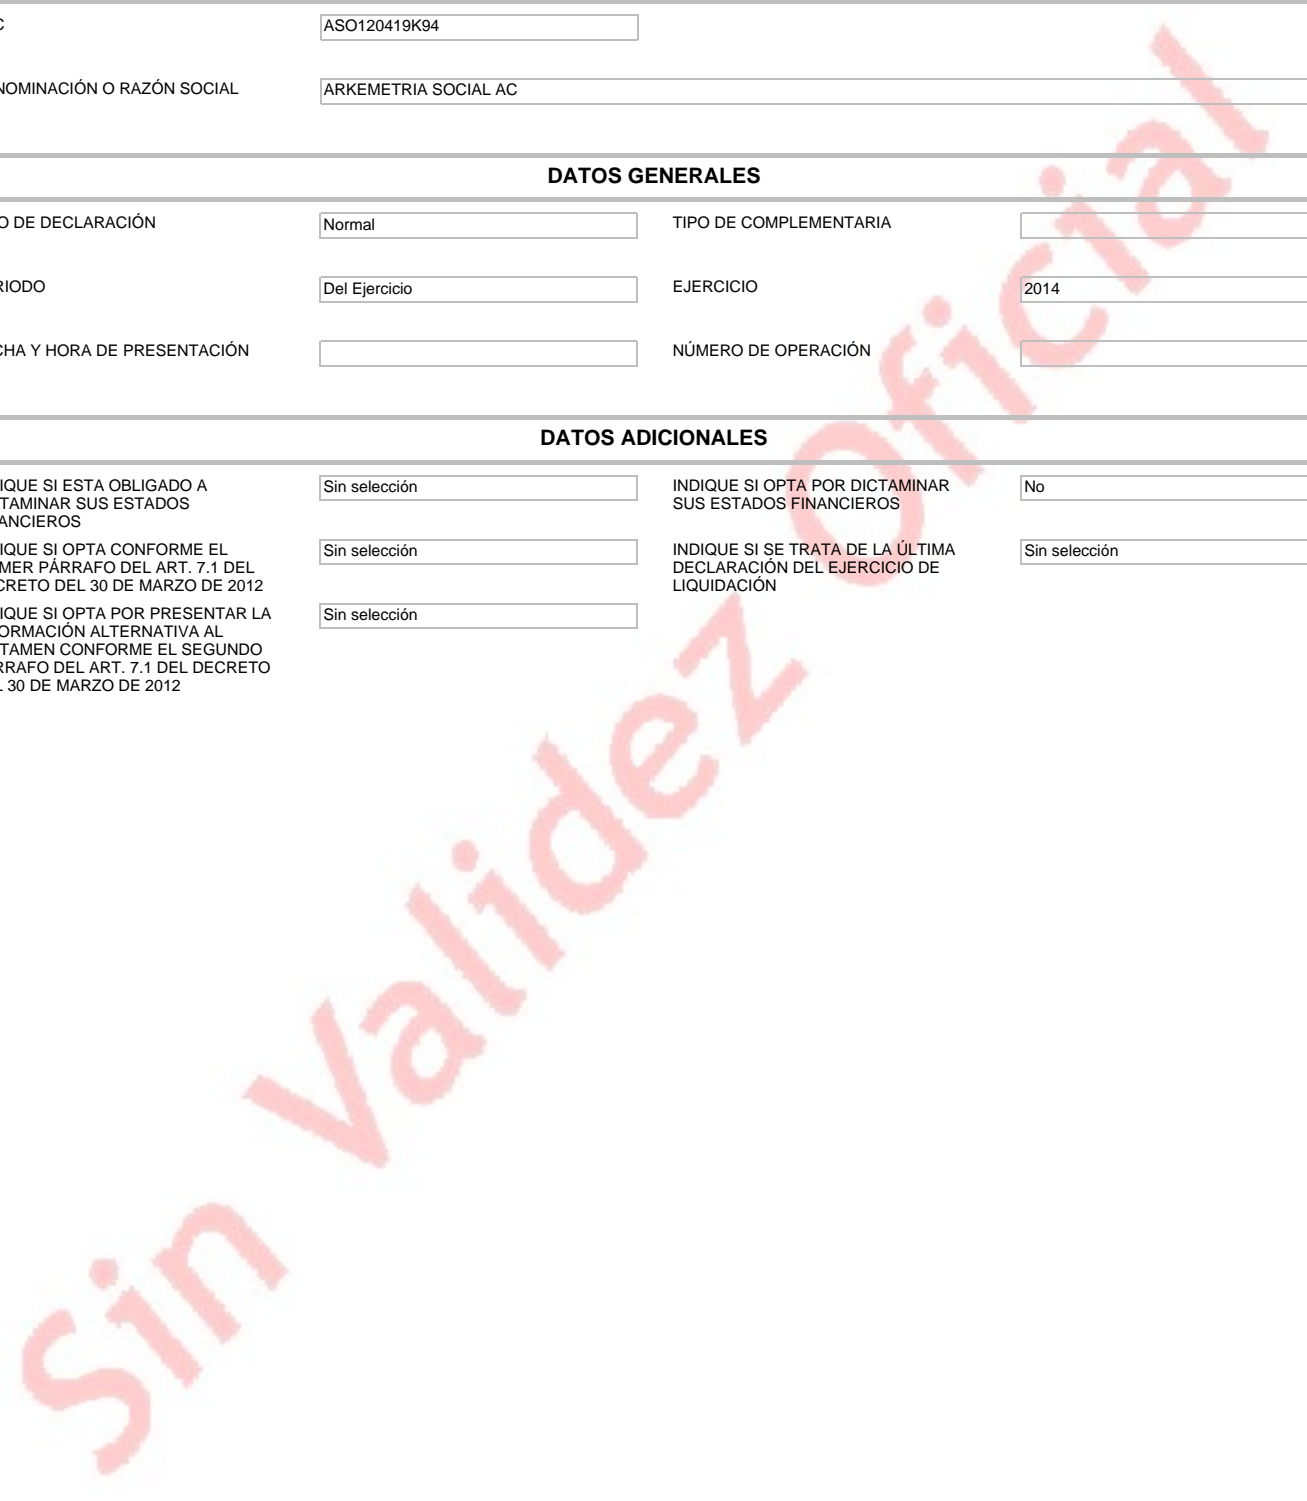 C
ASO120419K94
NOMINACIÓN O RAZÓN SOCIAL
ARKEMETRIA SOCIAL AC
DATOS GENERALES
O DE DECLARACIÓN
Normal
TIPO DE COMPLEMENTARIA
RIODO
Del Ejercicio
EJERCICIO
2014
CHA Y HORA DE PRESENTACIÓN
NÚMERO DE OPERACIÓN
DATOS ADICIONALES
IQUE SI ESTA OBLIGADO A
TAMINAR SUS ESTADOS
ANCIEROS
Sin selección
INDIQUE SI OPTA POR DICTAMINAR
SUS ESTADOS FINANCIEROS
No
IQUE SI OPTA CONFORME EL
MER PÁRRAFO DEL ART. 7.1 DEL
CRETO DEL 30 DE MARZO DE 2012
Sin selección
INDIQUE SI SE TRATA DE LA ÚLTIMA
DECLARACIÓN DEL EJERCICIO DE
LIQUIDACIÓN
Sin selección
IQUE SI OPTA POR PRESENTAR LA
ORMACIÓN ALTERNATIVA AL
TAMEN CONFORME EL SEGUNDO
RRAFO DEL ART. 7.1 DEL DECRETO
L 30 DE MARZO DE 2012
Sin selección
Sin Validez Oficial